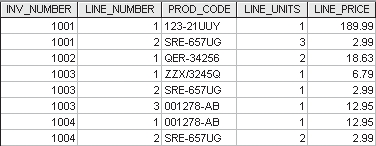 INV_NUMBER LINE_NUMBER PROD_CODE LINE_UNITS LINE_PRICE
1001 1 123-21UUY 1 189.99
1001 2 SRE-657UG 3 2.99
1002 1 QER-34256 2 18.63
1003 1 ZZX/3245Q 1 6.79
1003 2 SRE-657UG 1 2.99
1003 3 001278-AB 1 12.95
1004 1 001278-AB 1 12.95
1004 2 SRE-657UG 2 2.99